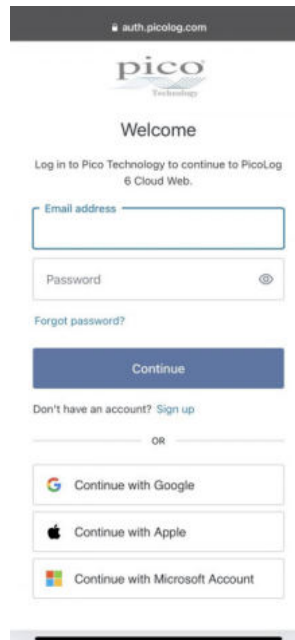 auth.picolog.com
pico
Technology
Welcome
Log in to Pico Technology to continue to PicoLog
6 Cloud Web.
Email address
Password
Forgot password?
Continue
Don't have an account? Sign up
OR
Continue with Google
Continue with Apple
Continue with Microsoft Account